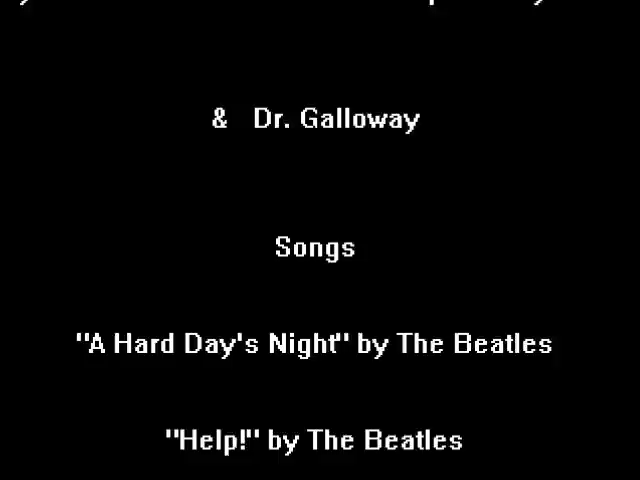 & Dr. Galloway
Songs
"A Hard Day's Night" by The Beatles
"Help!" by The Beatles